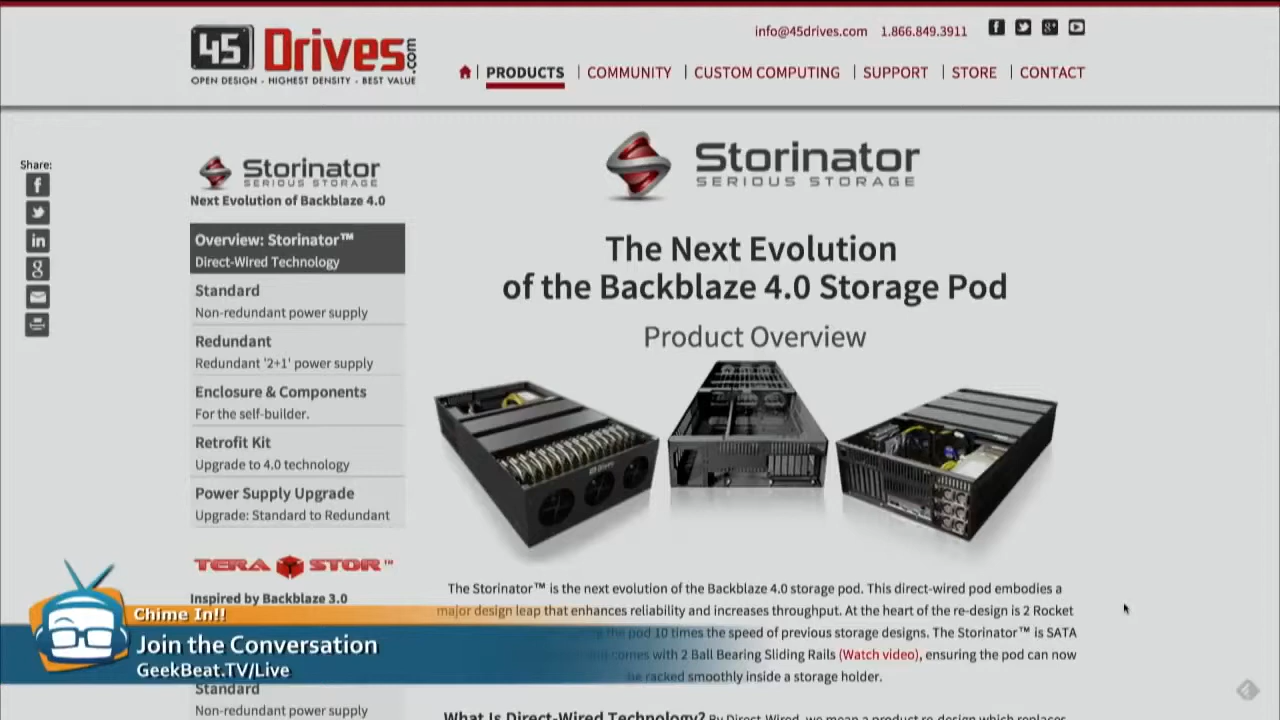 45 Drives.com
OPEN DESIGN - HIGHEST DENSITY - BEST VALUE
info@45drives.com 1.866.849.3911
PRODUCTS | COMMUNITY | CUSTOM COMPUTING | SUPPORT | STORE | CONTACT
Share:
Storinator
SERIOUS STORAGE
Next Evolution of Backblaze 4.0
Overview: Storinator™
Direct-Wired Technology
Standard
Non-redundant power supply
Redundant
Redundant '2+1' power supply
Enclosure & Components
For the self-builder.
Retrofit Kit
Upgrade to 4.0 technology
Power Supply Upgrade
Upgrade: Standard to Redundant
TERA STOR™
Inspired by Backblaze 3.0
Standard
Non-redundant power supply
Storinator
SERIOUS STORAGE
The Next Evolution
of the Backblaze 4.0 Storage Pod
Product Overview
The Storinator™ is the next evolution of the Backblaze 4.0 storage pod. This direct-wired pod embodies a
major design leap that enhances reliability and increases throughput. At the heart of the re-design is 2 Rocket
the pod 10 times the speed of previous storage designs. The Storinator™ is SATA
comes with 2 Ball Bearing Sliding Rails (Watch video), ensuring the pod can now
be racked smoothly inside a storage holder.
What Is Direct-Wired Technology? By Direct-Wired, we mean a product re-design which replaces
Chime In!!
Join the Conversation
GeekBeat.TV/Live